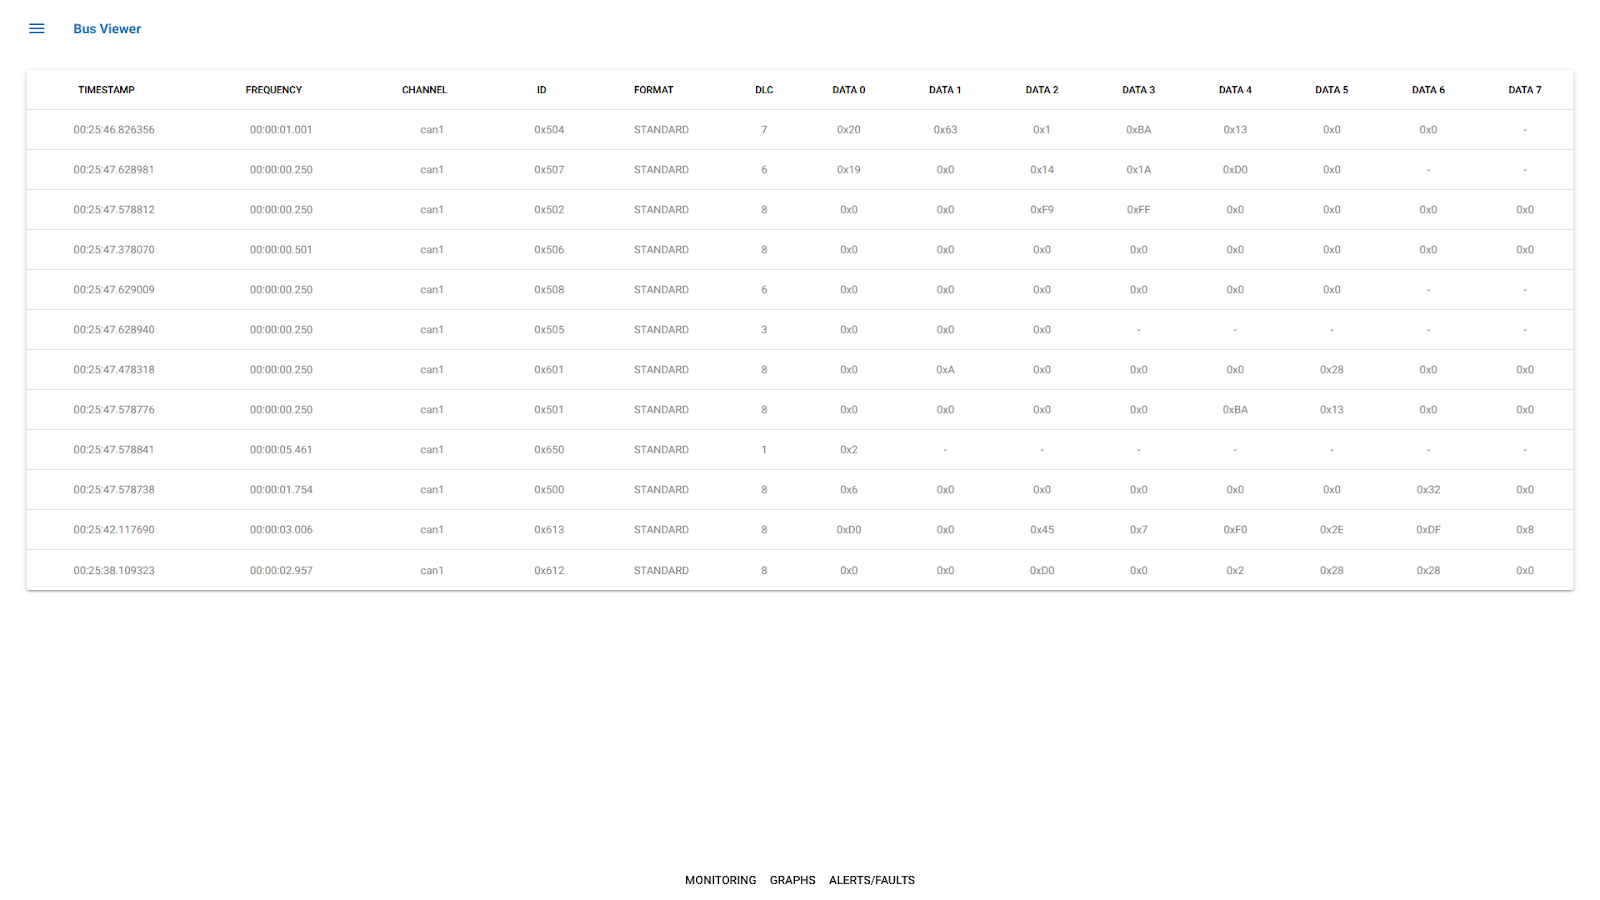 Bus Viewer
TIMESTAMP FREQUENCY CHANNEL ID FORMAT DLC DATA 0 DATA 1 DATA 2 DATA 3 DATA 4 DATA 5 DATA 6 DATA 7
00:25:46.826356 00:00:01.001 can1 0x504 STANDARD 7 0x20 0x63 0x1 0xBA 0x13 0x0 0x0 -
00:25:47.628981 00:00:00.250 can1 0x507 STANDARD 6 0x19 0x0 0x14 0x1A 0xD0 0x0 - -
00:25:47.578812 00:00:00.250 can1 0x502 STANDARD 8 0x0 0x0 0xF9 0xFF 0x0 0x0 0x0 0x0
00:25:47.378070 00:00:00.501 can1 0x506 STANDARD 8 0x0 0x0 0x0 0x0 0x0 0x0 0x0 0x0
00:25:47.629009 00:00:00.250 can1 0x508 STANDARD 6 0x0 0x0 0x0 0x0 0x0 0x0 - -
00:25:47.628940 00:00:00.250 can1 0x505 STANDARD 3 0x0 0x0 0x0 - - - - -
00:25:47.478318 00:00:00.250 can1 0x601 STANDARD 8 0x0 0xA 0x0 0x0 0x0 0x28 0x0 0x0
00:25:47.578776 00:00:00.250 can1 0x501 STANDARD 8 0x0 0x0 0x0 0x0 0xBA 0x13 0x0 0x0
00:25:47.578841 00:00:05.461 can1 0x650 STANDARD 1 0x2 - - - - - - -
00:25:47.578738 00:00:01.754 can1 0x500 STANDARD 8 0x6 0x0 0x0 0x0 0x0 0x0 0x32 0x0
00:25:42.117690 00:00:03.006 can1 0x613 STANDARD 8 0xD0 0x0 0x45 0x7 0xF0 0x2E 0xDF 0x8
00:25:38.109323 00:00:02.957 can1 0x612 STANDARD 8 0x0 0x0 0xD0 0x0 0x2 0x28 0x28 0x0
MONITORING GRAPHS ALERTS/FAULTS